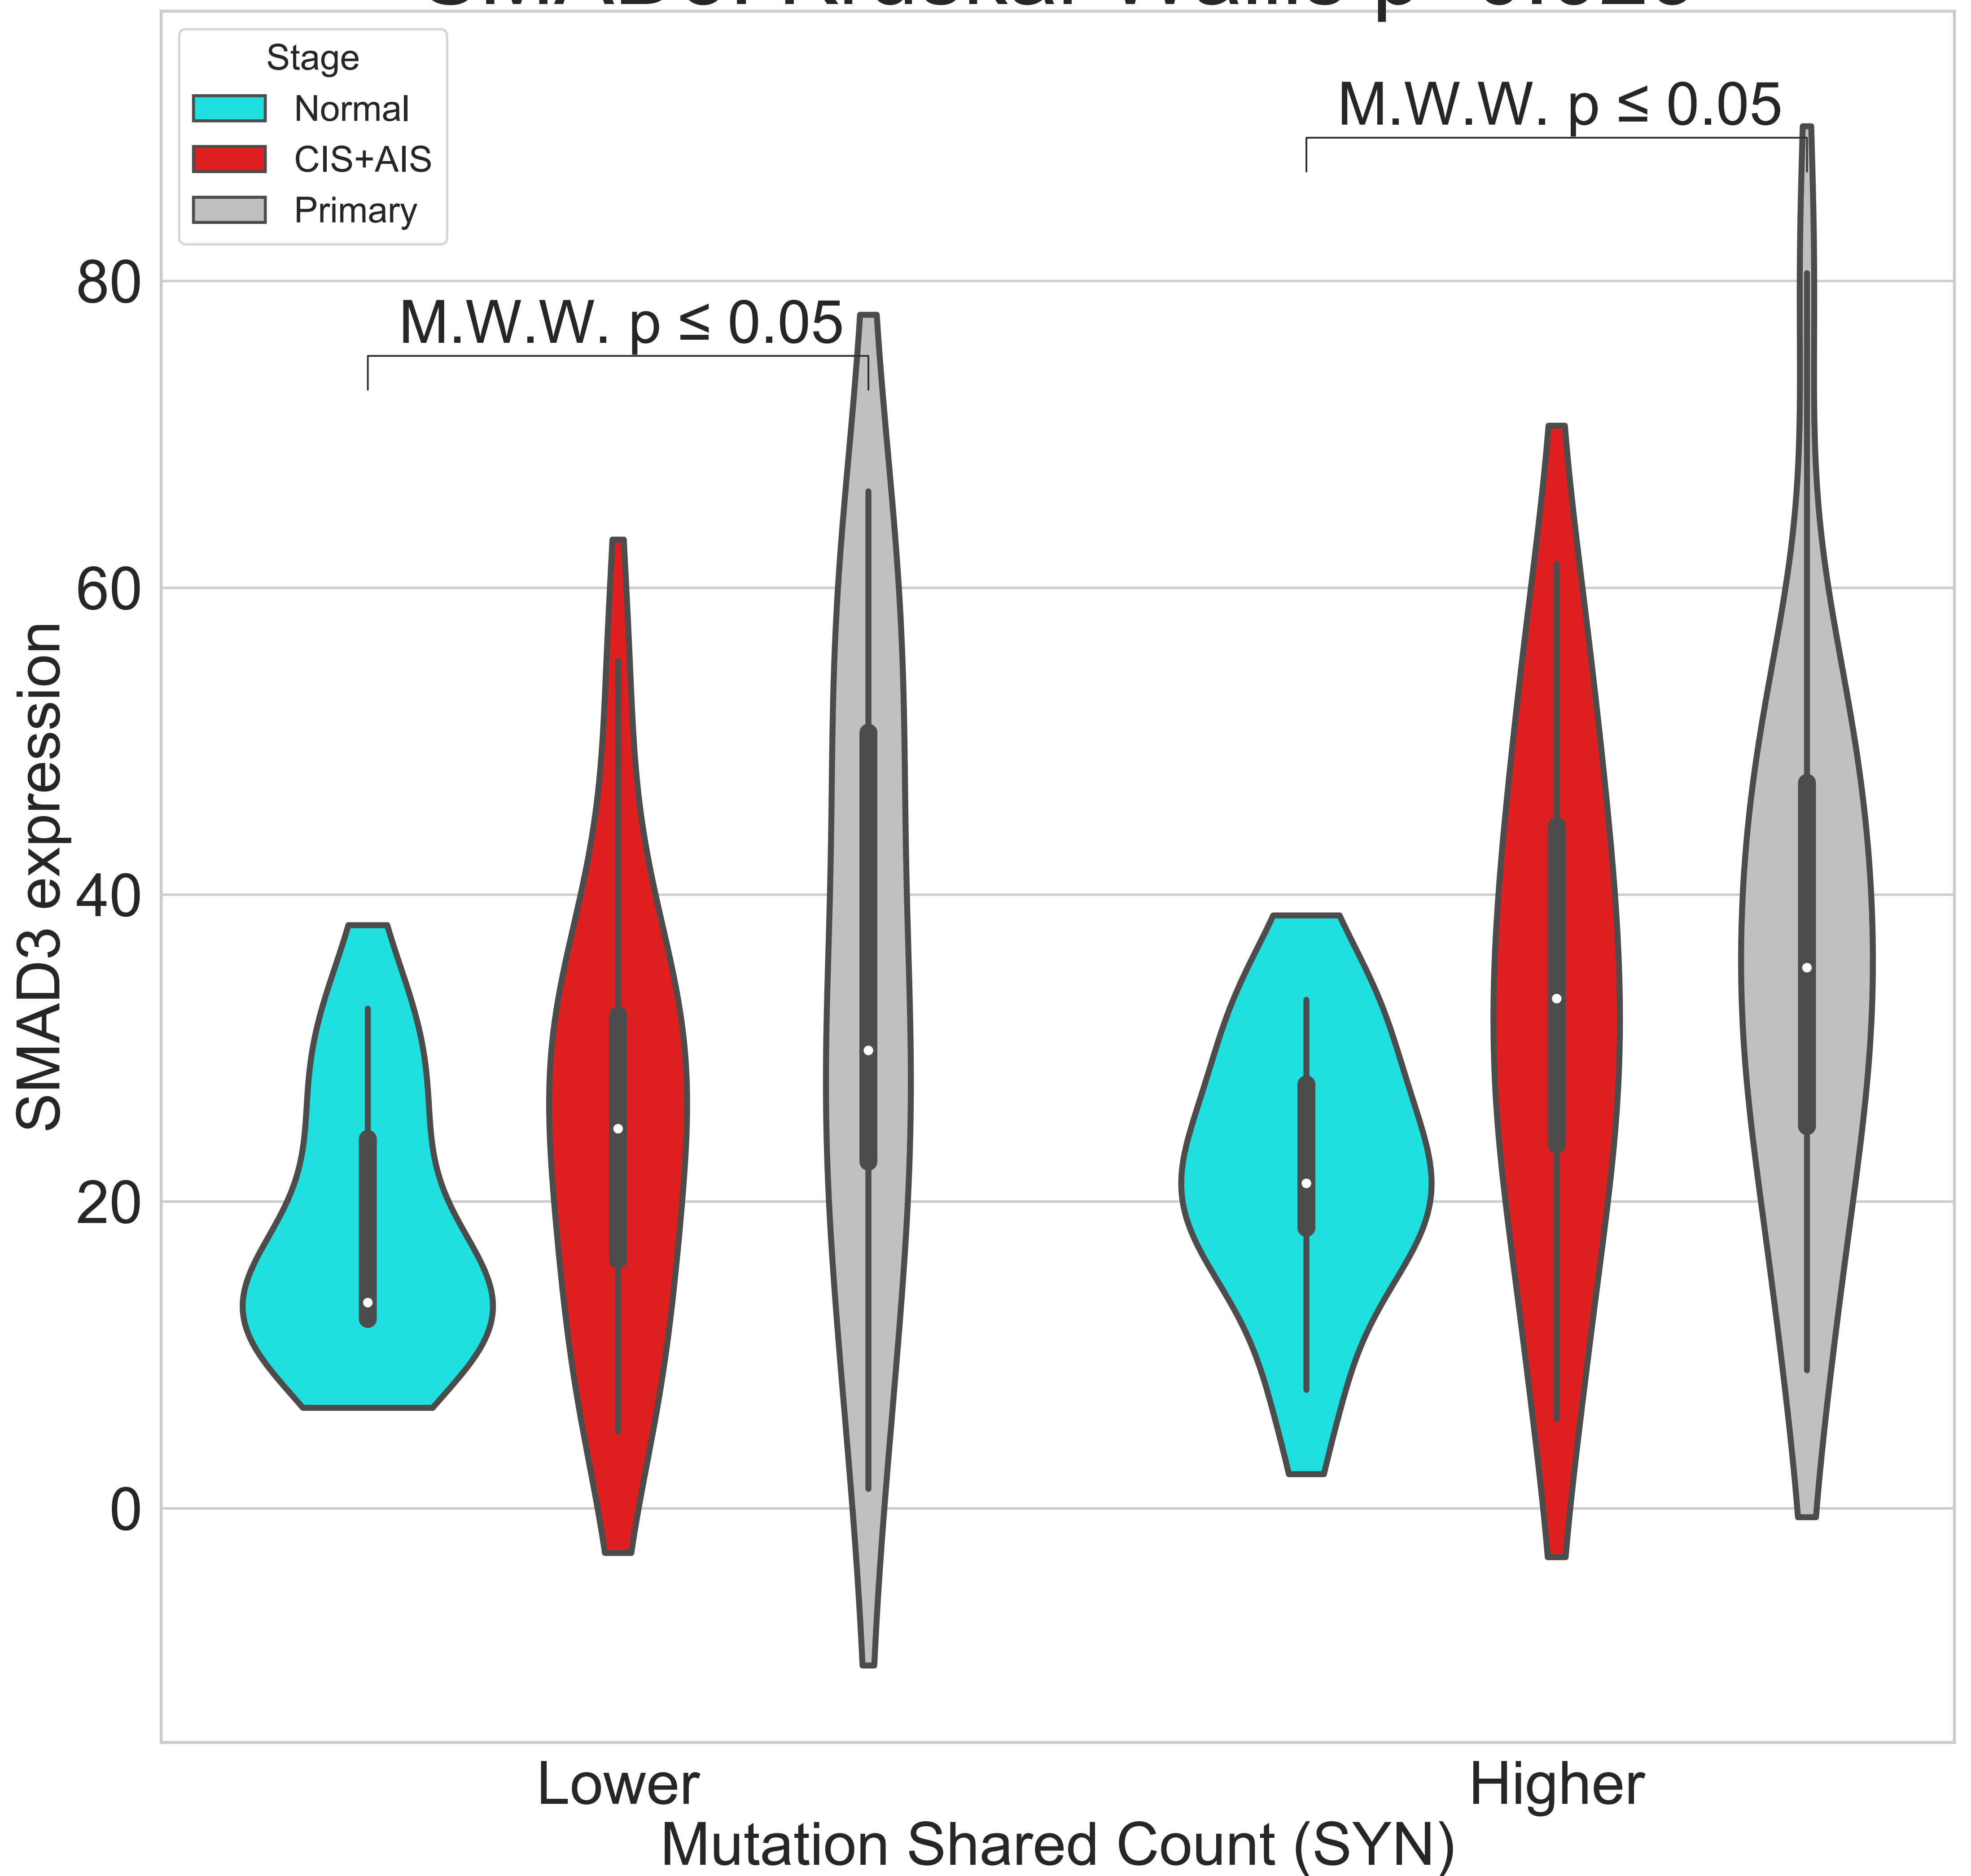 Stage
Normal
CIS+AIS
Primary
M.W.W. p ≤ 0.05
M.W.W. p ≤ 0.05
80
60
40
20
0
SMAD3 expression
Lower
Higher
Mutation Shared Count (SYN)